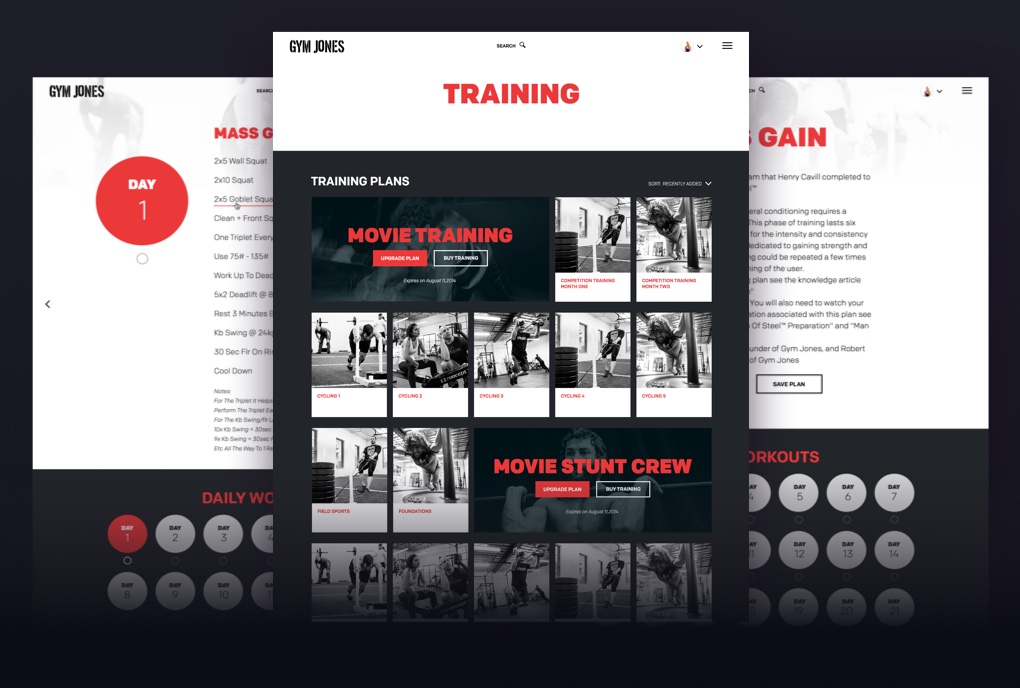 GYM JONES
SEARCH
TRAINING
TRAINING PLANS
SORT: RECENTLY ADDED
MOVIE TRAINING
UPGRADE PLAN
BUY TRAINING
Expires on August 11,2014
COMPETITION TRAINING
MONTH ONE
COMPETITION TRAINING
MONTH TWO
CYCLING 1
CYCLING 2
CYCLING 3
CYCLING 4
CYCLING 5
FIELD SPORTS
FOUNDATIONS
MOVIE STUNT CREW
UPGRADE PLAN
BUY TRAINING
Expires on August 11,2014
GYM JONES
SEARC
MASS G
DAY
1
2x5 Wall Squat
2x10 Squat
2x5 Goblet Squa
Clean + Front Sq
One Triplet Every
Use 75# - 135#
Work Up To Dead
5x2 Deadlift @ 8
Rest 3 Minutes B
Kb Swing @ 24k
30 Sec Flr On Ri
Cool Down
Notes:
For The Triplet It Helps
Perform The Triplet Ea
For The Kb Swing/flr L
10x Kb Swing + 30sec
9x Kb Swing + 30sec
Etc All The Way To 1 Re
DAILY WO
DAY
1
DAY
2
DAY
3
DAY
4
DAY
8
DAY
9
DAY
10
DAY
11
CH
S GAIN
am that Henry Cavill completed to
l™
eral conditioning requires a
This phase of training lasts six
for the intensity and consistency
dedicated to gaining strength and
ng could be repeated a few times
ning of the user.
plan see the knowledge article
You will also need to watch your
ation associated with this plan see
Of Steel™ Preparation" and "Man
under of Gym Jones, and Robert
of Gym Jones
SAVE PLAN
ORKOUTS
4
DAY
5
DAY
6
DAY
7
11
DAY
12
DAY
13
DAY
14
DAY
19
DAY
20
DAY
21